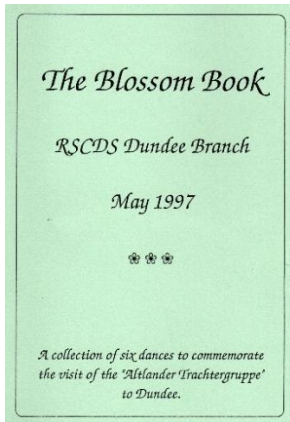 The Blossom Book
RSCDS Dundee Branch
May 1997
A collection of six dances to commemorate
the visit of the "Altlander Trachtergruppe"
to Dundee.